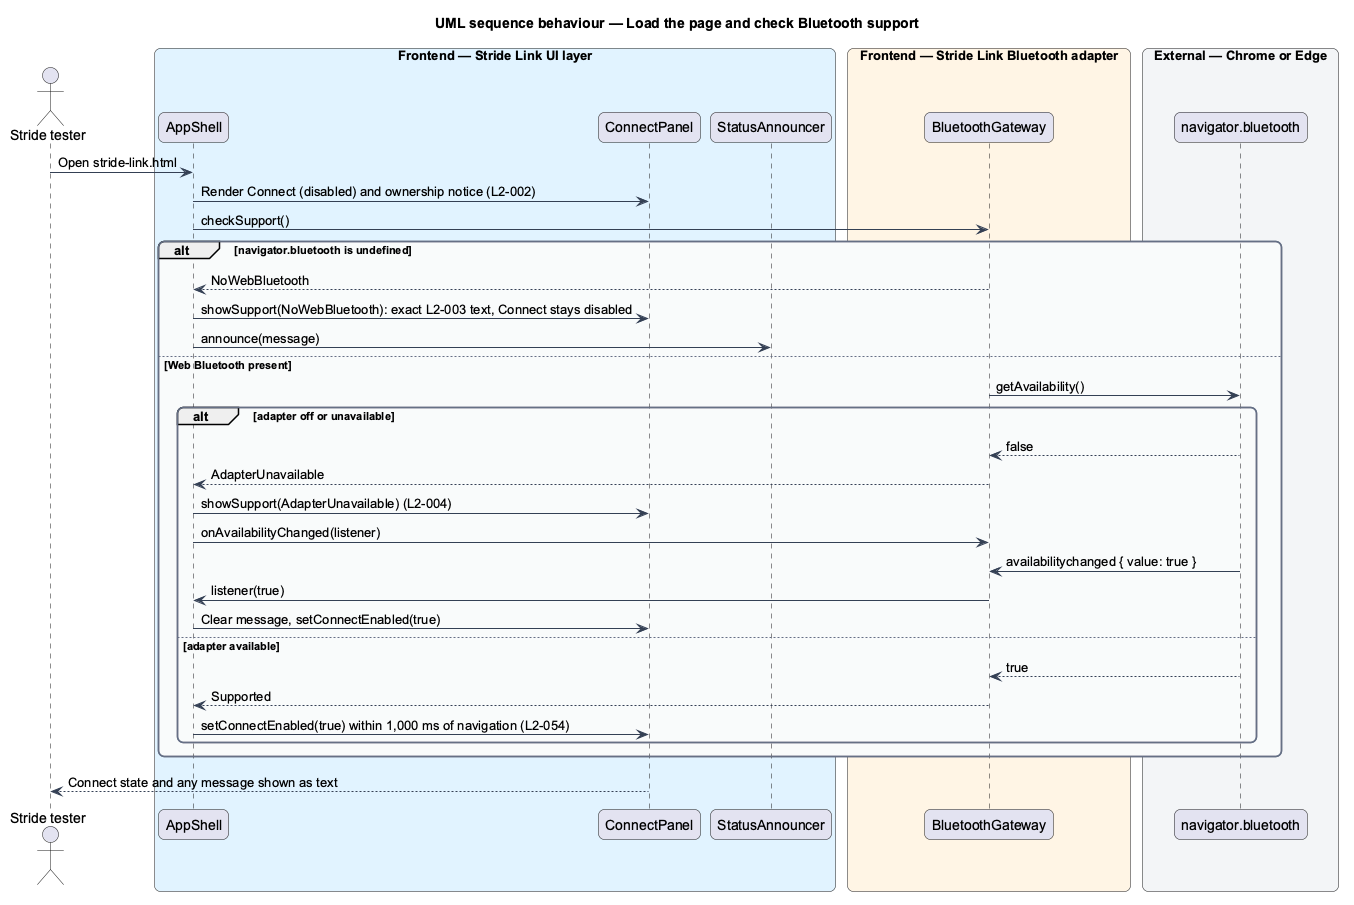 UML sequence behaviour — Load the page and check Bluetooth support
Frontend — Stride Link UI layer
Frontend — Stride Link Bluetooth adapter
External — Chrome or Edge
Stride tester
AppShell
ConnectPanel
StatusAnnouncer
BluetoothGateway
navigator.bluetooth
Open stride-link.html
Render Connect (disabled) and ownership notice (L2-002)
checkSupport()
alt
[navigator.bluetooth is undefined]
NoWebBluetooth
showSupport(NoWebBluetooth): exact L2-003 text, Connect stays disabled
announce(message)
[Web Bluetooth present]
getAvailability()
alt
[adapter off or unavailable]
false
AdapterUnavailable
showSupport(AdapterUnavailable) (L2-004)
onAvailabilityChanged(listener)
availabilitychanged { value: true }
listener(true)
Clear message, setConnectEnabled(true)
[adapter available]
true
Supported
setConnectEnabled(true) within 1,000 ms of navigation (L2-054)
Connect state and any message shown as text
Stride tester
AppShell
ConnectPanel
StatusAnnouncer
BluetoothGateway
navigator.bluetooth